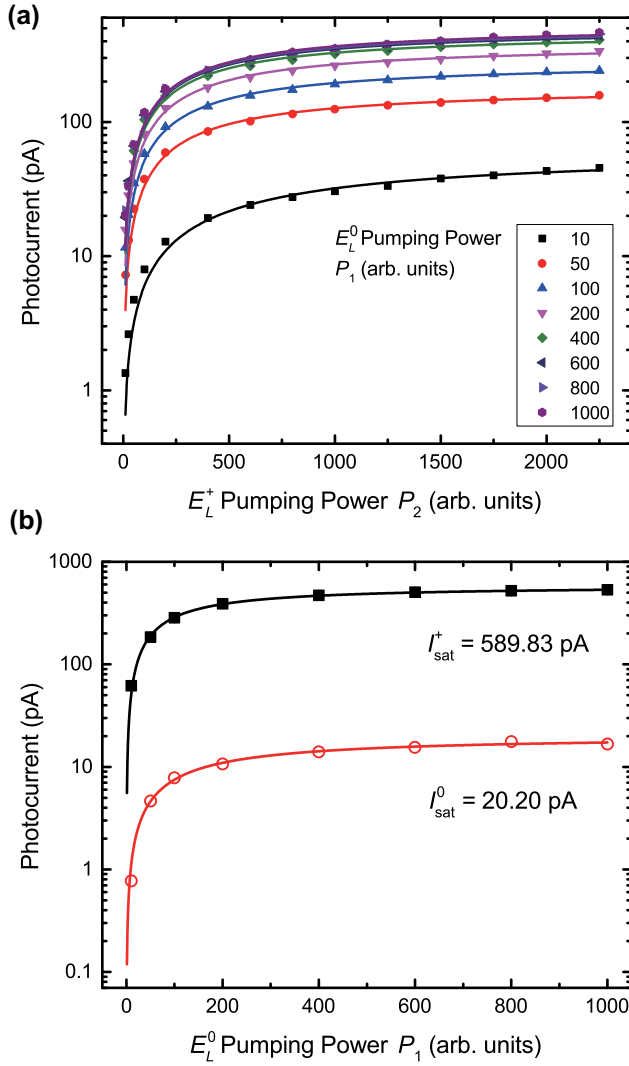 (a)
100
10
1
Photocurrent (pA)
E_L^0 Pumping Power
P_1 (arb. units)
10
50
100
200
400
600
800
1000
0 500 1000 1500 2000
E_L^+ Pumping Power P_2 (arb. units)
(b)
1000
100
10
1
0.1
Photocurrent (pA)
I_sat^+ = 589.83 pA
I_sat^0 = 20.20 pA
0 200 400 600 800 1000
E_L^0 Pumping Power P_1 (arb. units)